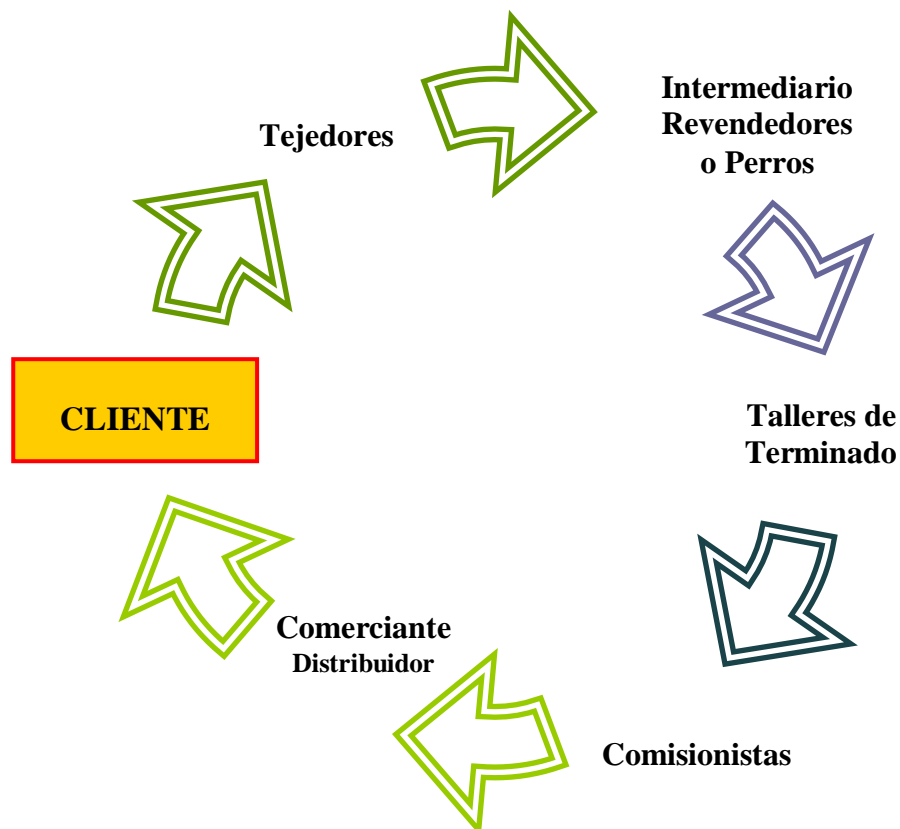 Tejedores
Intermediario
Revendedores
o Perros
CLIENTE
Talleres de
Terminado
Comerciante
Distribuidor
Comisionistas